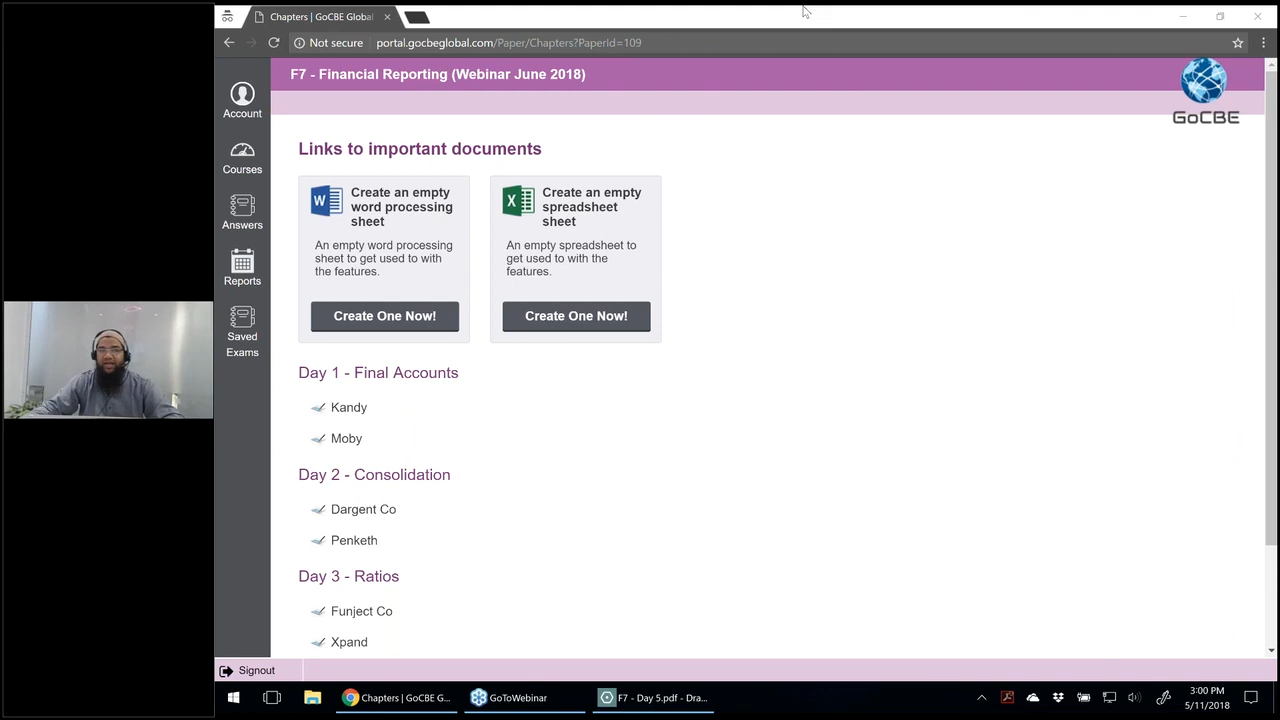 Chapters | GoCBE Global
Not secure
portal.gocbeglobal.com/Paper/Chapters?PaperId=109
F7 - Financial Reporting (Webinar June 2018)
GoCBE
Account
Courses
Answers
Reports
Saved
Exams
Links to important documents
W
Create an empty
word processing
sheet
An empty word processing
sheet to get used to with
the features.
Create One Now!
X
Create an empty
spreadsheet
sheet
An empty spreadsheet to
get used to with the
features.
Create One Now!
Day 1 - Final Accounts
Kandy
Moby
Day 2 - Consolidation
Dargent Co
Penketh
Day 3 - Ratios
Funject Co
Xpand
Signout
Chapters | GoCBE G...
GoToWebinar
F7 - Day 5.pdf - Dra...
3:00 PM
5/11/2018